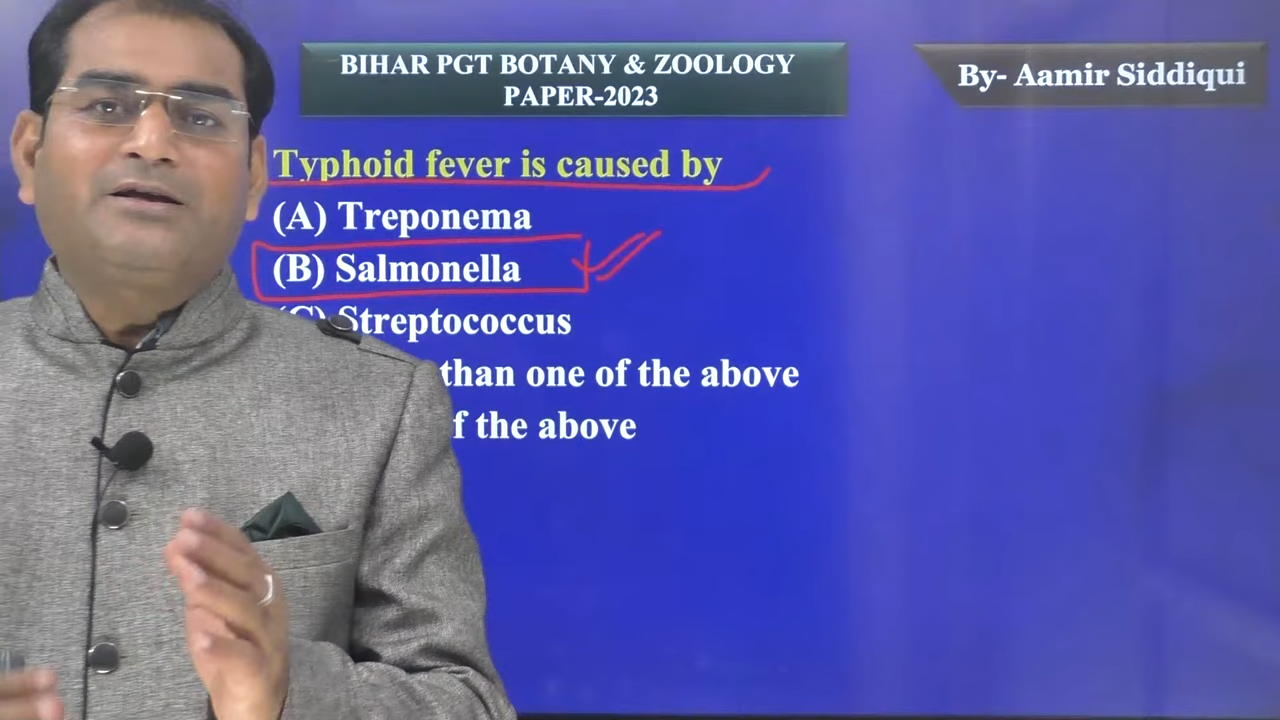 BIHAR PGT BOTANY & ZOOLOGY
PAPER-2023
By- Aamir Siddiqui
Typhoid fever is caused by
(A) Treponema
(B) Salmonella
(C) Streptococcus
than one of the above
of the above